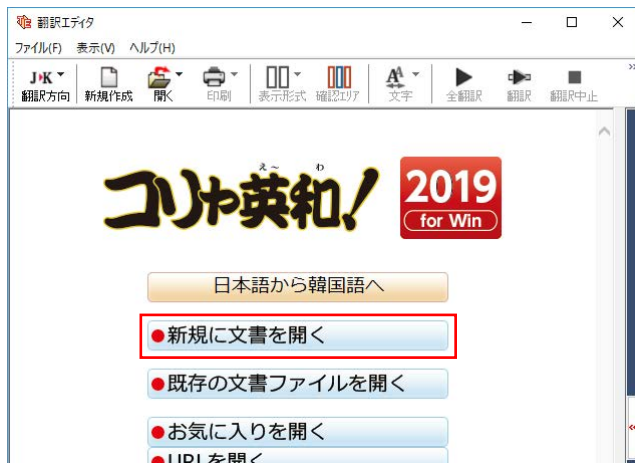 翻訳エディタ
ファイル(F) 表示(V) ヘルプ(H)
J▸K
翻訳方向 新規作成 開く 印刷 表示形式 確認エリア 文字 全翻訳 翻訳 翻訳中止
え～ わ
コリャ英和! 2019
for Win
日本語から韓国語へ
●新規に文書を開く
●既存の文書ファイルを開く
●お気に入りを開く
●URLを開く